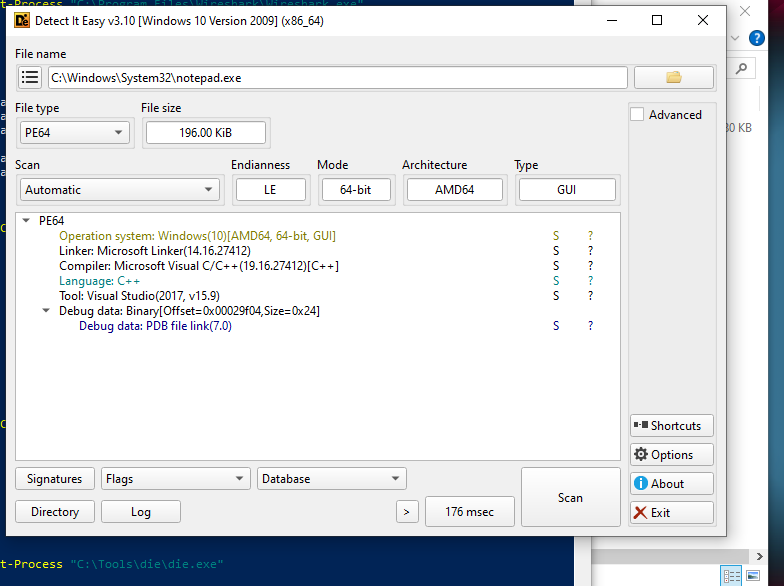 t-Process "C:\Program Files\Wireshark\Wireshark.exe"
Detect It Easy v3.10 [Windows 10 Version 2009] (x86_64)
File name
C:\Windows\System32\notepad.exe
File type
File size
Advanced
PE64
196.00 KiB
80 KB
Scan
Endianness
Mode
Architecture
Type
Automatic
LE
64-bit
AMD64
GUI
PE64
Operation system: Windows(10)[AMD64, 64-bit, GUI] S ?
Linker: Microsoft Linker(14.16.27412) S ?
Compiler: Microsoft Visual C/C++(19.16.27412)[C++] S ?
Language: C++ S ?
Tool: Visual Studio(2017, v15.9) S ?
Debug data: Binary[Offset=0x00029f04,Size=0x24]
Debug data: PDB file link(7.0) S ?
Shortcuts
Options
About
Exit
Signatures
Flags
Database
Scan
Directory
Log
>
176 msec
t-Process "C:\Tools\die\die.exe"